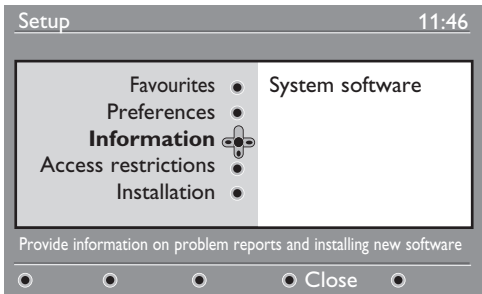 Setup 11:46
Favourites System software
Preferences
Information
Access restrictions
Installation
Provide information on problem reports and installing new software
Close